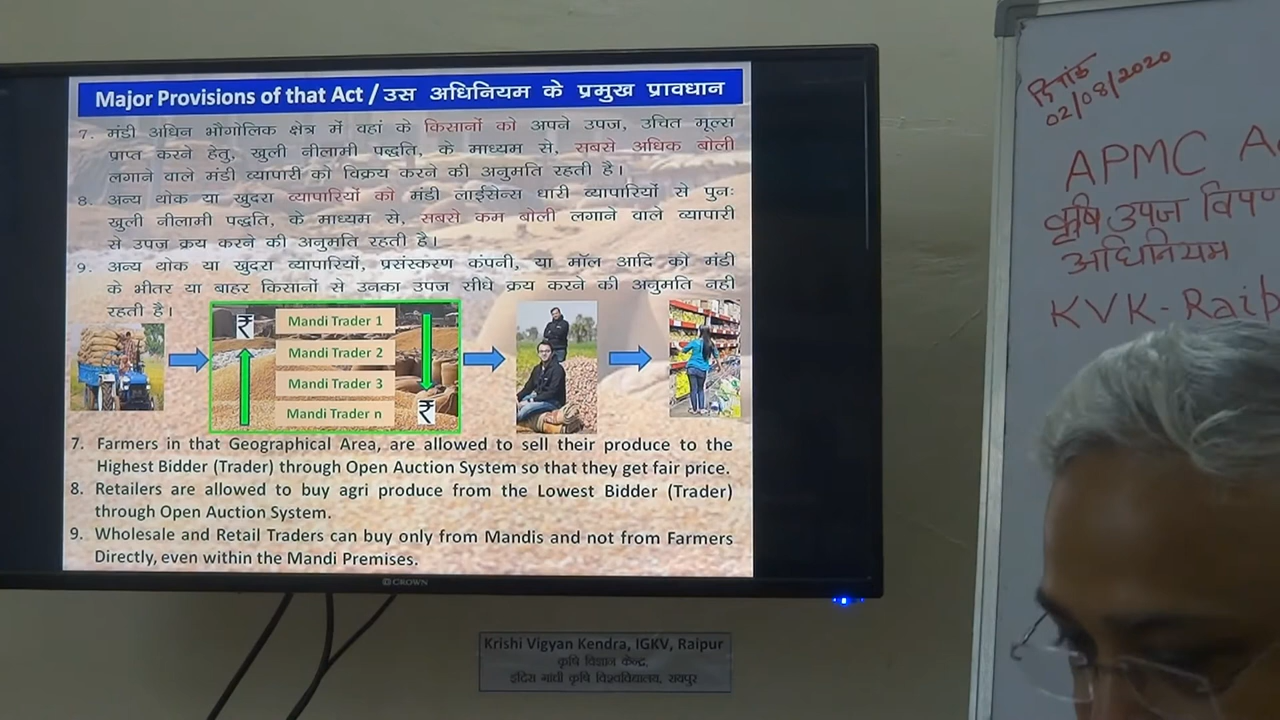 Major Provisions of that Act / उस अधिनियम के प्रमुख प्रावधान
7. मंडी अधिन भौगोलिक क्षेत्र में वहां के किसानों को अपने उपज, उचित मूल्स
प्राप्त करने हेतु, खुली नीलामी पद्धति, के माध्यम से, सबसे अधिक बोली
लगाने वाले मंडी व्यापारी को विक्रय करने की अनुमति रहती है।
8. अन्य थोक या खुदरा व्यापारियों को मंडी लाईसेन्स धारी व्यापारियों से पुनः
खुली नीलामी पद्धति, के माध्यम से, सबसे कम बोली लगाने वाले व्यापारी
से उपज क्रय करने की अनुमति रहती है।
9. अन्य थोक या खुदरा व्यापारियों, प्रसंस्करण कंपनी, या मॉल आदि को मंडी
के भीतर या बाहर किसानों से उनका उपज सीधे क्रय करने की अनुमति नही
रहती है।
₹ Mandi Trader 1
Mandi Trader 2
Mandi Trader 3
Mandi Trader n ₹
7. Farmers in that Geographical Area, are allowed to sell their produce to the
Highest Bidder (Trader) through Open Auction System so that they get fair price.
8. Retailers are allowed to buy agri produce from the Lowest Bidder (Trader)
through Open Auction System.
9. Wholesale and Retail Traders can buy only from Mandis and not from Farmers
Directly, even within the Mandi Premises.
CROWN
Krishi Vigyan Kendra, IGKV, Raipur
कृषि विज्ञान केन्द्र,
इंदिरा गांधी कृषि विश्वविद्यालय, रायपुर
दिनांक
02/08/2020
APMC A
कृषि उपज विपण
अधिनियम
KVK-Raip